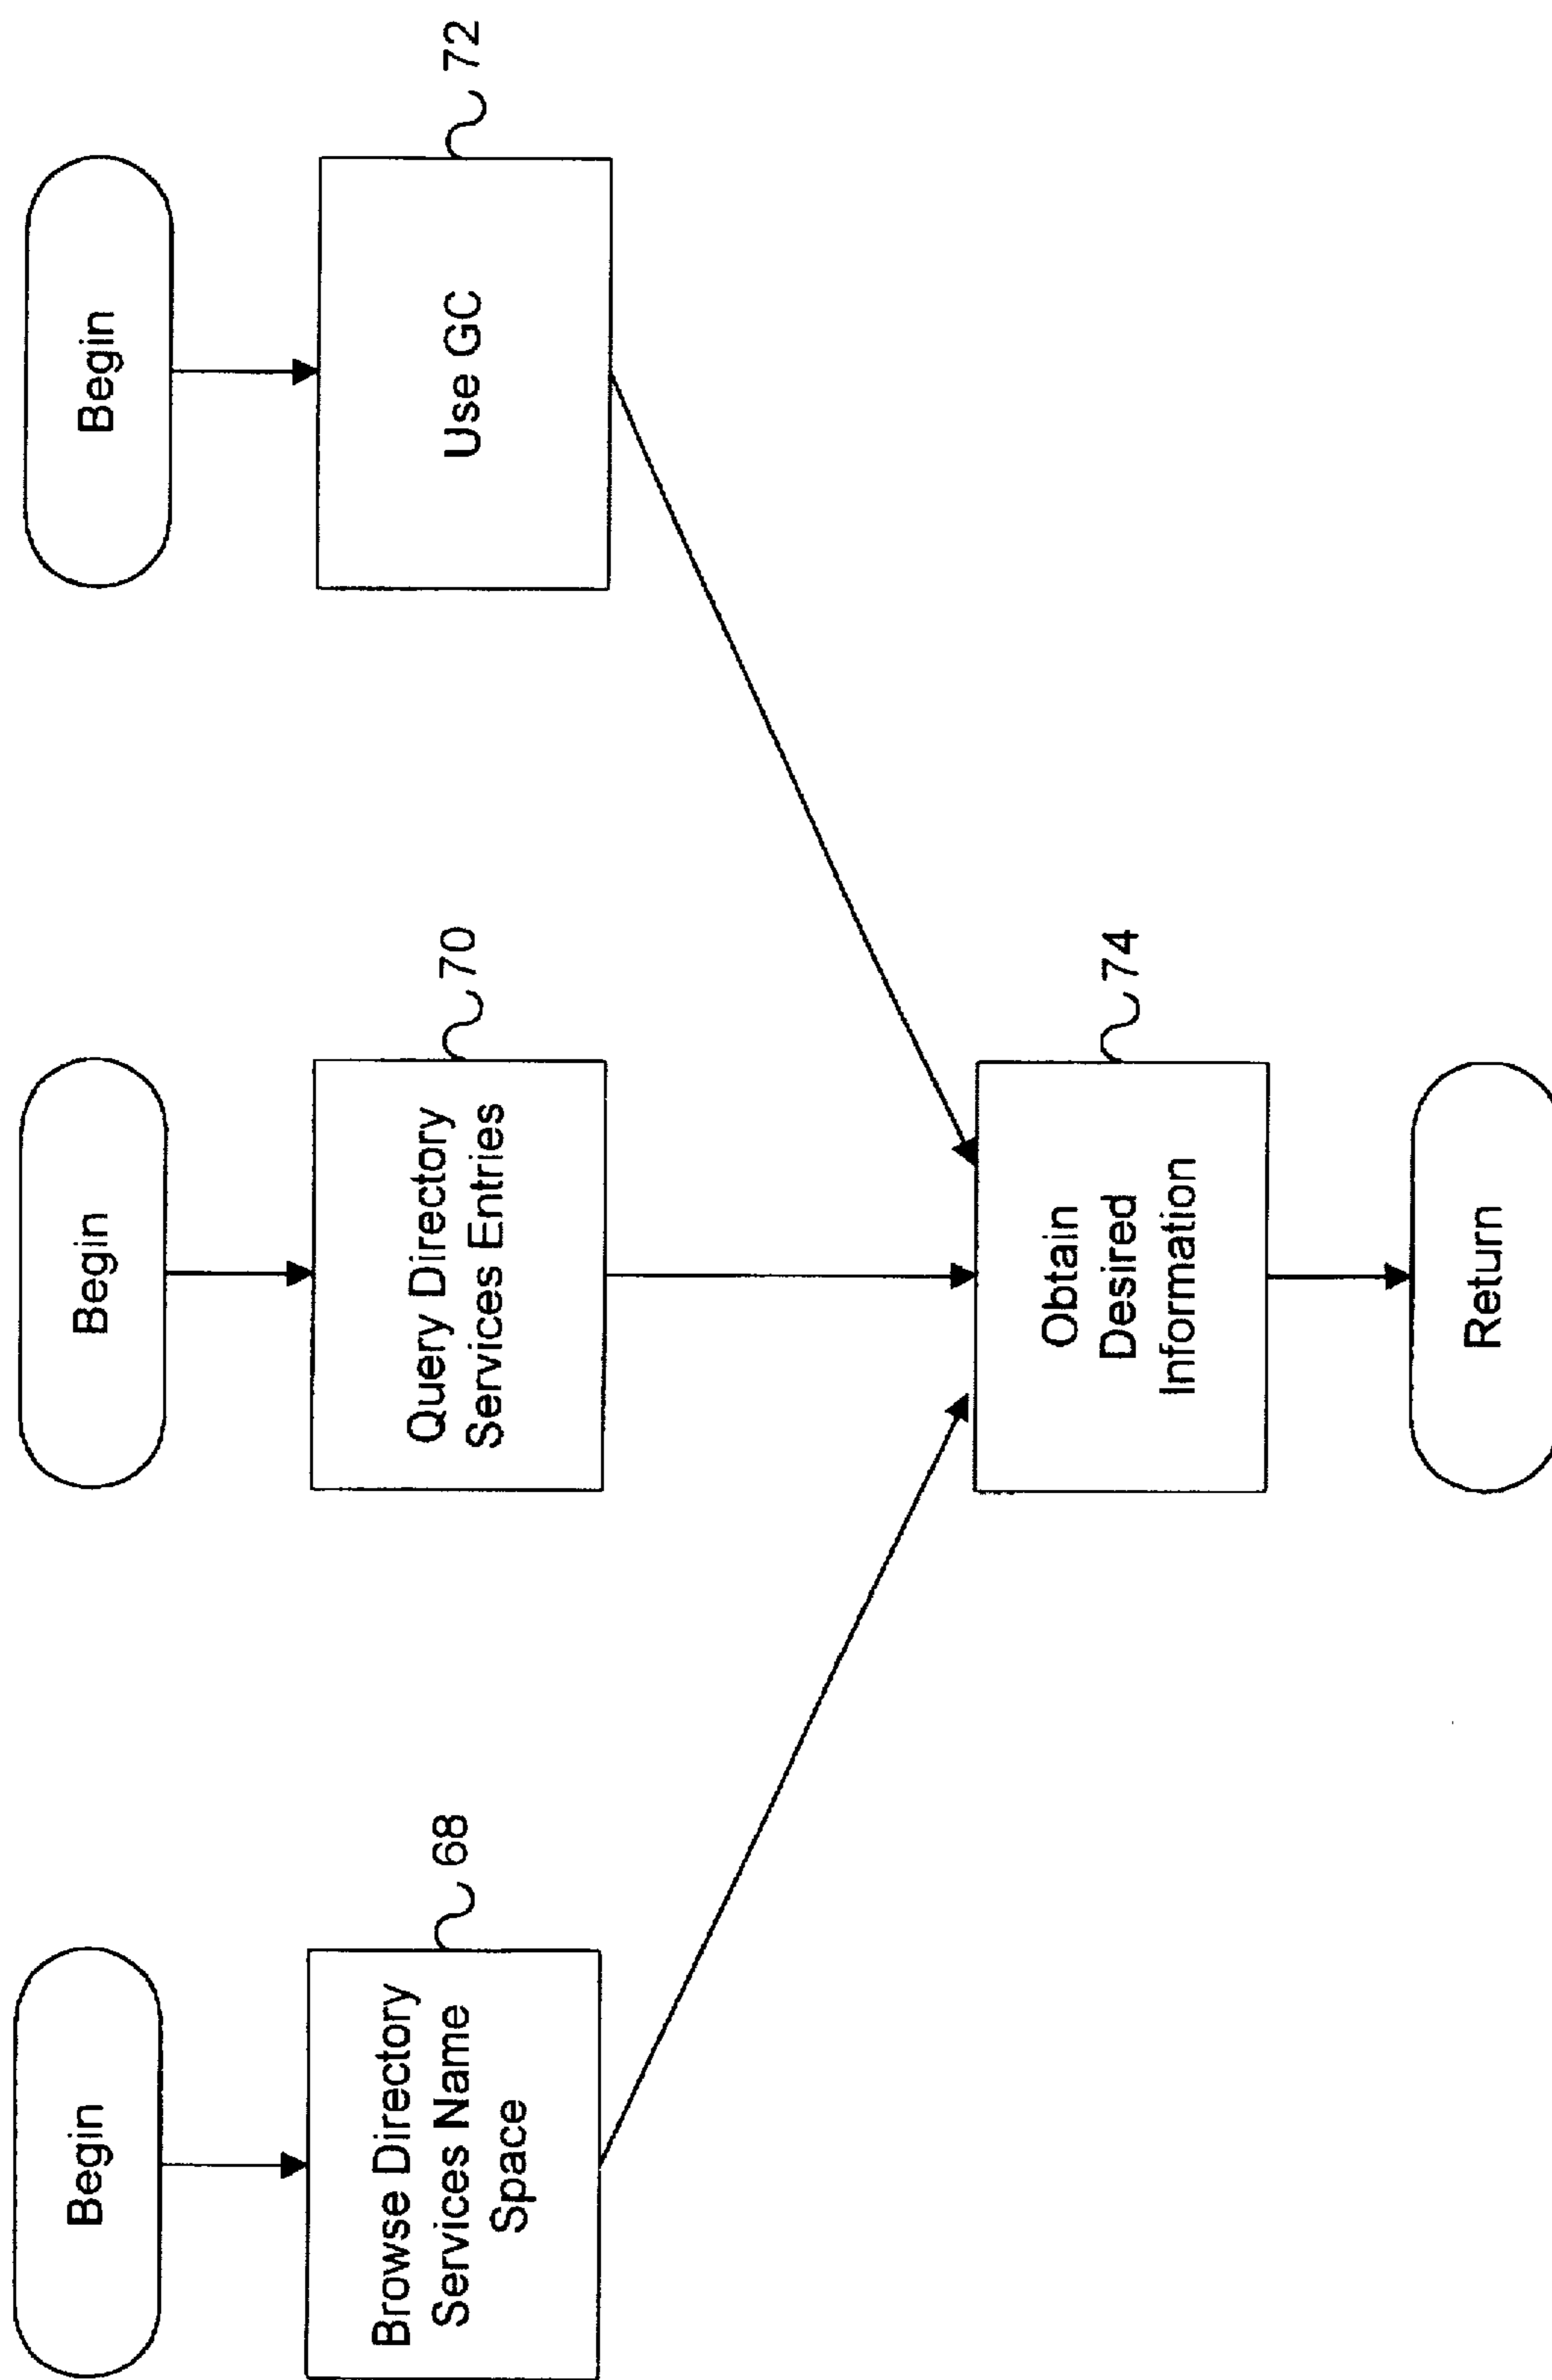 Begin
Begin
Begin
Browse Directory
Services Name
Space
68
Query Directory
Services Entries
70
Use GC
72
Obtain
Desired
Information
74
Return